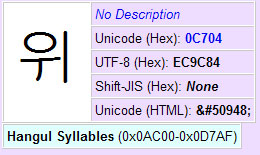 위
No Description
Unicode (Hex): 0C704
UTF-8 (Hex): EC9C84
Shift-JIS (Hex): None
Unicode (HTML): &#50948;
Hangul Syllables (0x0AC00-0x0D7AF)